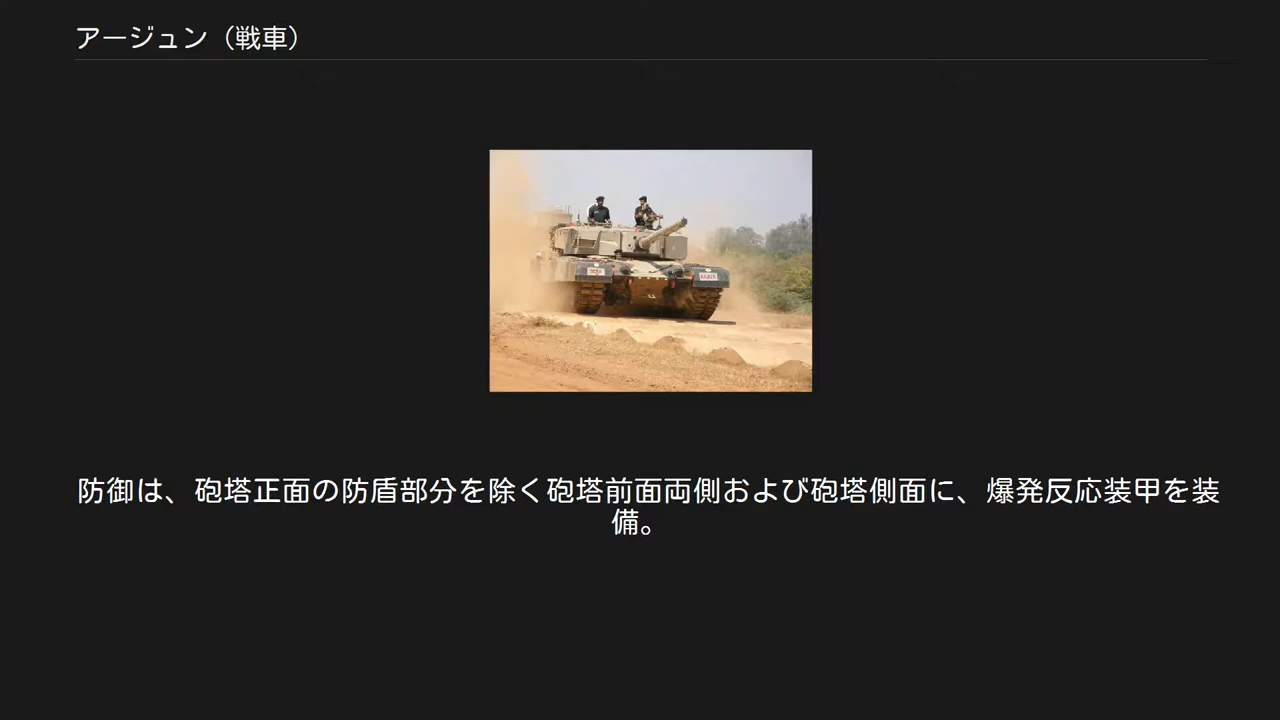 アージュン（戦車）
防御は、砲塔正面の防盾部分を除く砲塔前面両側および砲塔側面に、爆発反応装甲を装
備。